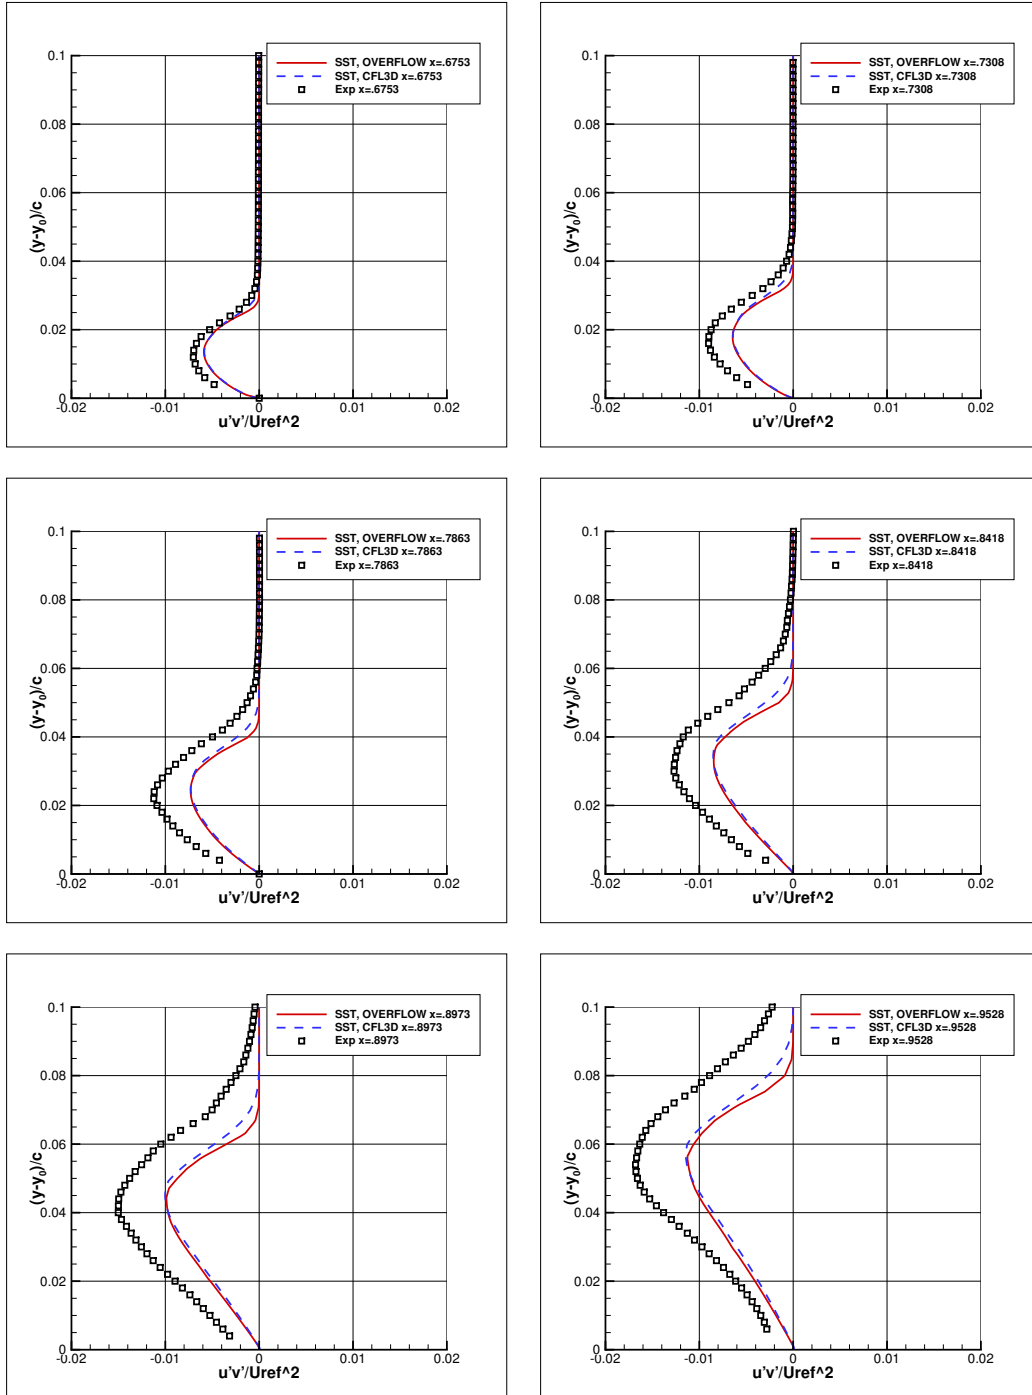 SST, OVERFLOW x=.6753
SST, CFL3D x=.6753
Exp x=.6753
0.1
0.08
0.06
0.04
0.02
0
(y-y₀)/c
-0.02 -0.01 0 0.01 0.02
u'v'/Uref^2
SST, OVERFLOW x=.7308
SST, CFL3D x=.7308
Exp x=.7308
0.1
0.08
0.06
0.04
0.02
0
(y-y₀)/c
-0.02 -0.01 0 0.01 0.02
u'v'/Uref^2
SST, OVERFLOW x=.7863
SST, CFL3D x=.7863
Exp x=.7863
0.1
0.08
0.06
0.04
0.02
0
(y-y₀)/c
-0.02 -0.01 0 0.01 0.02
u'v'/Uref^2
SST, OVERFLOW x=.8418
SST, CFL3D x=.8418
Exp x=.8418
0.1
0.08
0.06
0.04
0.02
0
(y-y₀)/c
-0.02 -0.01 0 0.01 0.02
u'v'/Uref^2
SST, OVERFLOW x=.8973
SST, CFL3D x=.8973
Exp x=.8973
0.1
0.08
0.06
0.04
0.02
0
(y-y₀)/c
-0.02 -0.01 0 0.01 0.02
u'v'/Uref^2
SST, OVERFLOW x=.9528
SST, CFL3D x=.9528
Exp x=.9528
0.1
0.08
0.06
0.04
0.02
0
(y-y₀)/c
-0.02 -0.01 0 0.01 0.02
u'v'/Uref^2